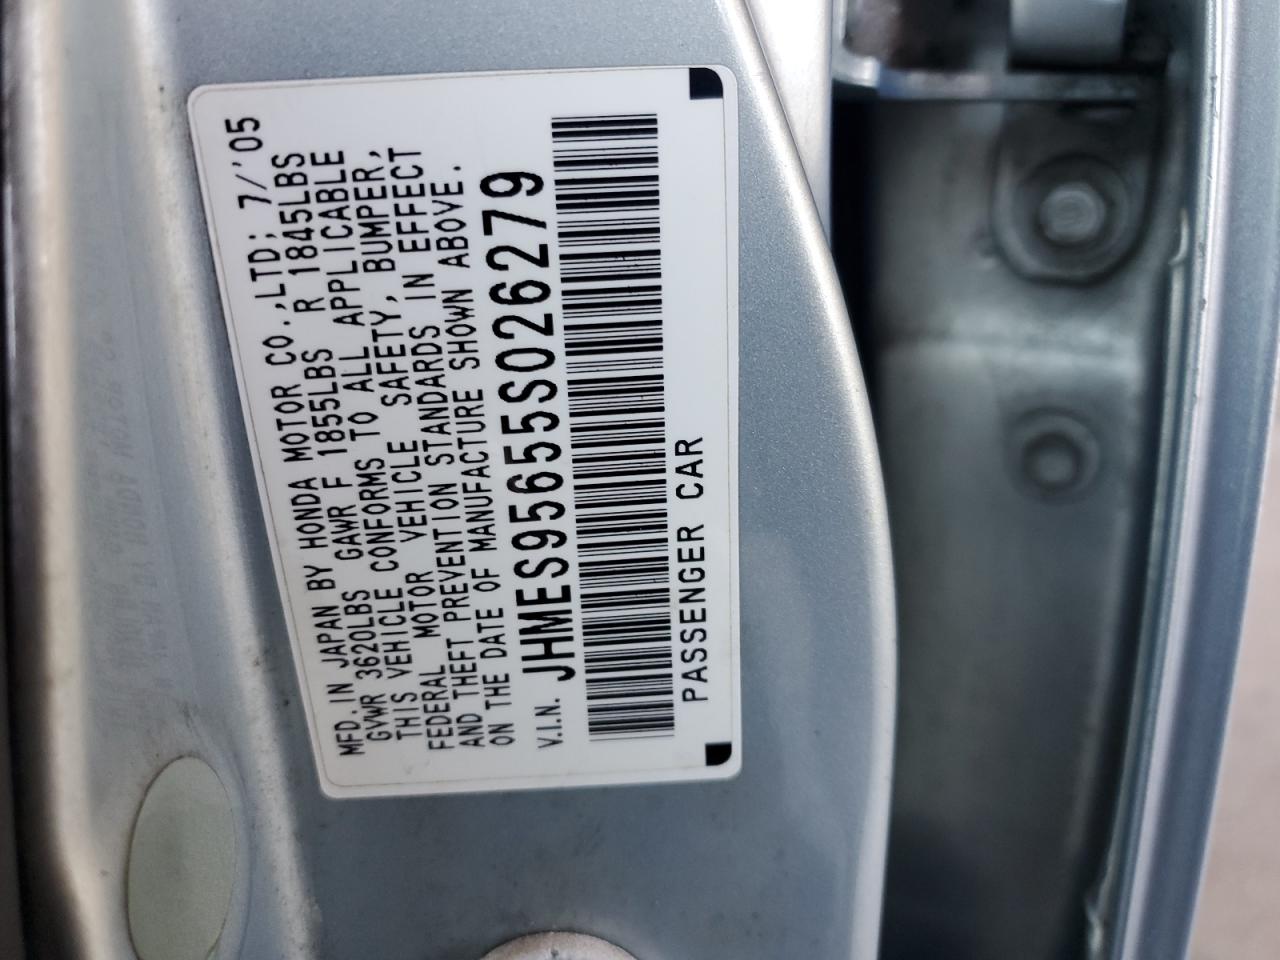 MFD. IN JAPAN BY HONDA MOTOR CO.,LTD; 7/'05
GVWR 3620LBS GAWR F 1855LBS R 1845LBS
THIS VEHICLE CONFORMS TO ALL APPLICABLE
FEDERAL MOTOR VEHICLE SAFETY, BUMPER,
AND THEFT PREVENTION STANDARDS IN EFFECT
ON THE DATE OF MANUFACTURE SHOWN ABOVE.
V.I.N. JHMES95655S026279
PASSENGER CAR